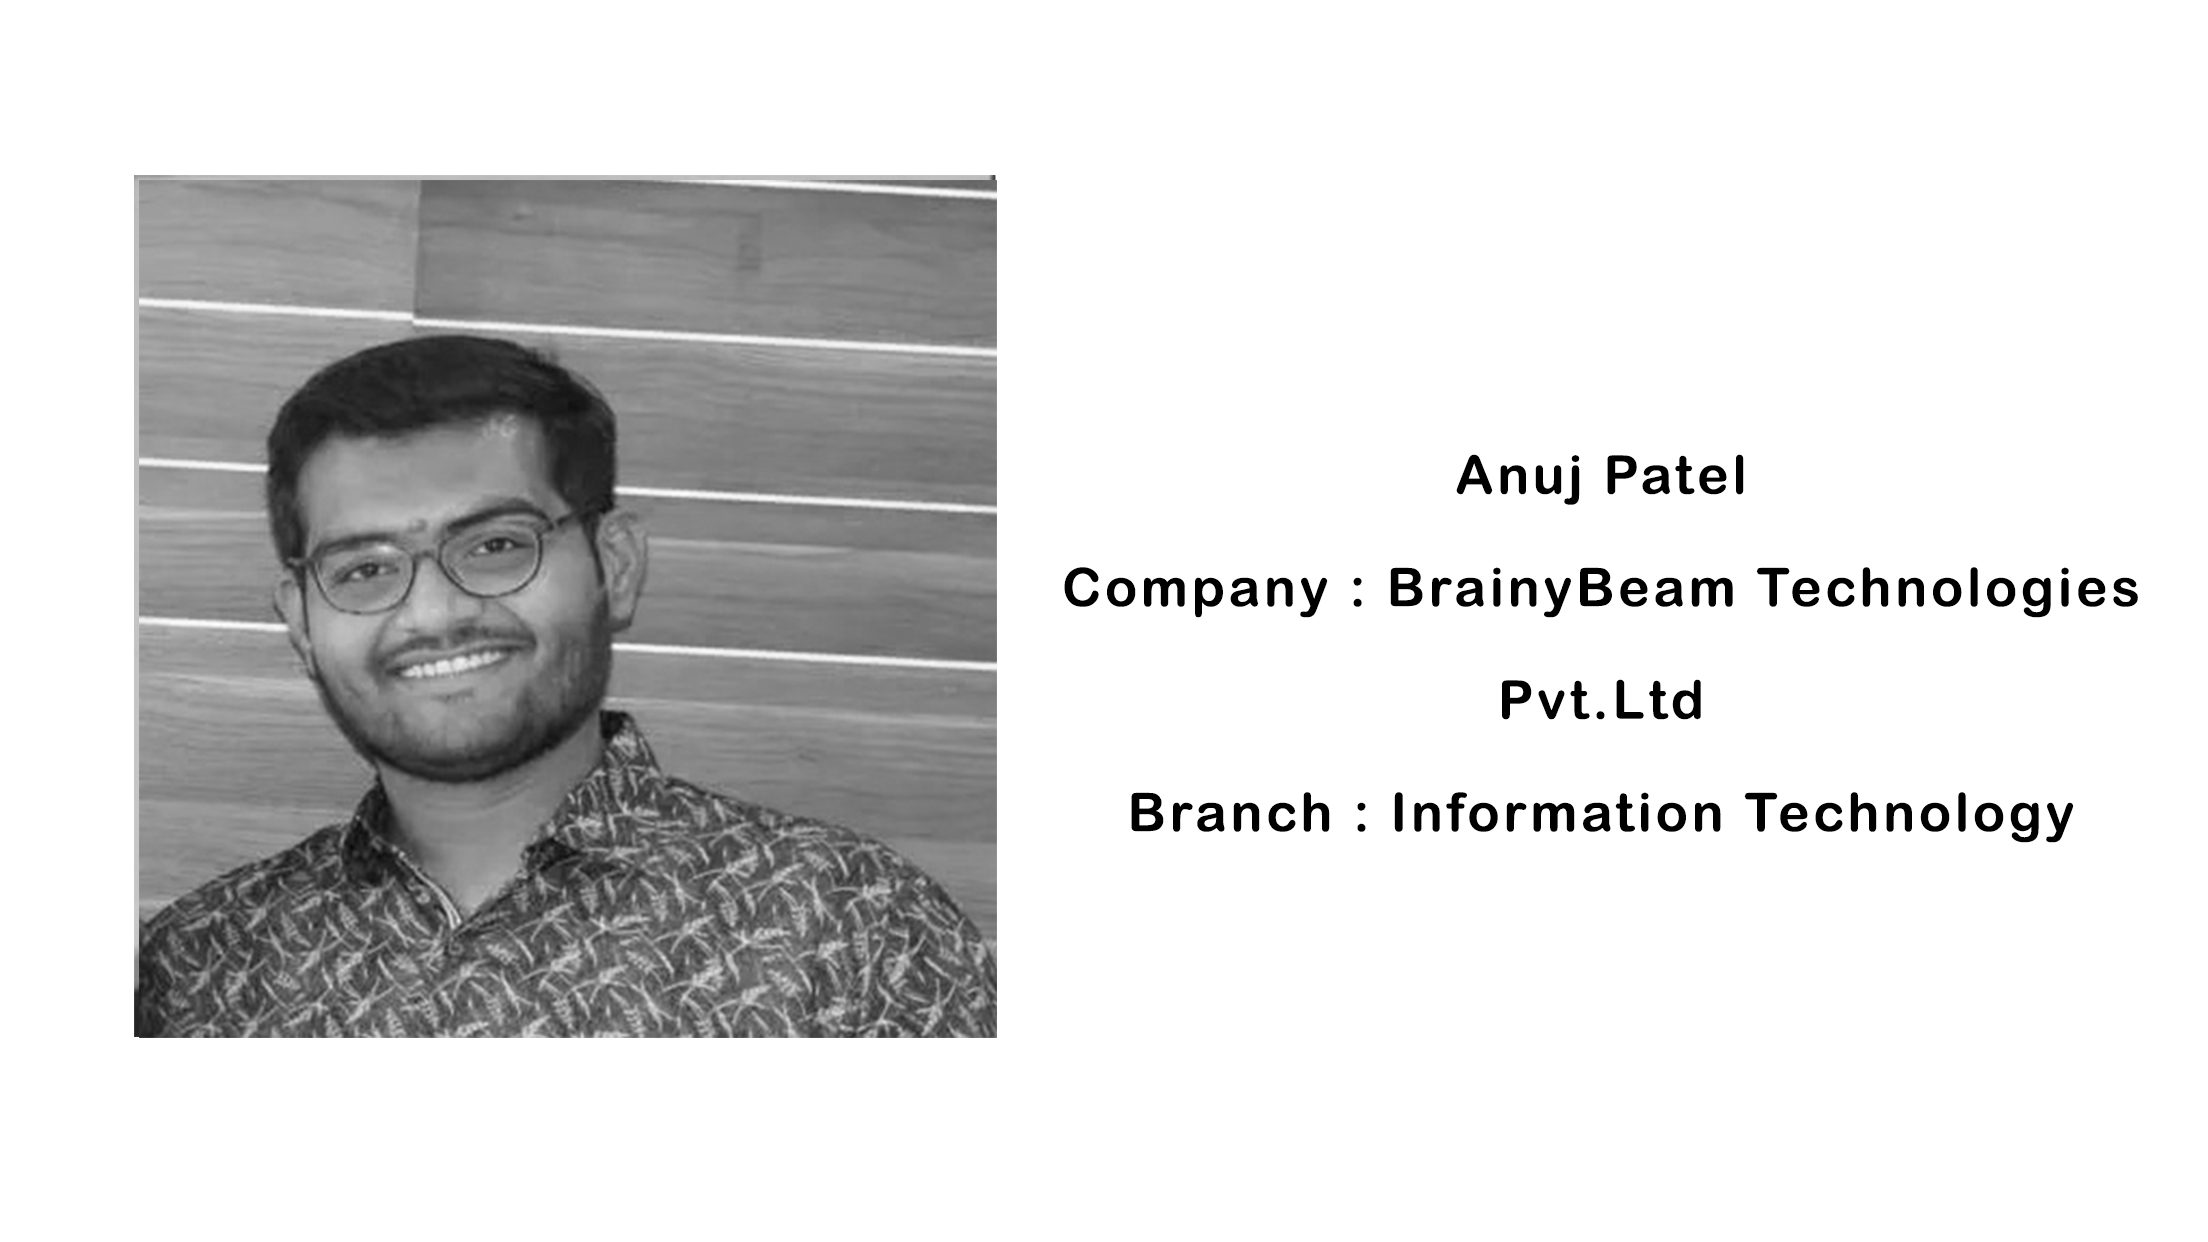 Anuj Patel
Company : BrainyBeam Technologies
Pvt.Ltd
Branch : Information Technology